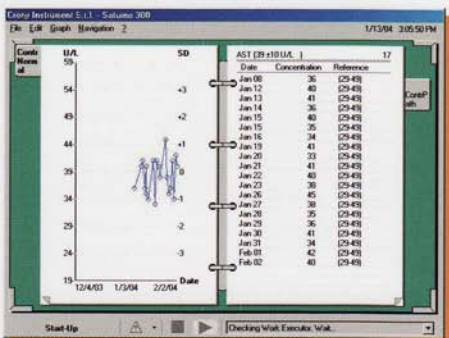 Crony Instrument S.r.l. - Saturno 300
File Edit Graph Navigation ?
1/13/04 3:05:50 PM
Contr
Norm
al
U/L SD
59
54 +3
49 +2
44 +1
39 0
34 -1
29 -2
24 -3
19
Date
12/4/03 1/3/04 2/2/04
AST (39 ±10 U/L ) 17
Date Concentration Reference
Jan 08 36 (29-49)
Jan 12 40 (29-49)
Jan 13 41 (29-49)
Jan 14 36 (29-49)
Jan 15 40 (29-49)
Jan 15 35 (29-49)
Jan 16 34 (29-49)
Jan 19 41 (29-49)
Jan 20 33 (29-49)
Jan 21 41 (29-49)
Jan 22 40 (29-49)
Jan 23 38 (29-49)
Jan 26 45 (29-49)
Jan 27 38 (29-49)
Jan 28 35 (29-49)
Jan 29 36 (29-49)
Jan 30 41 (29-49)
Jan 31 34 (29-49)
Feb 01 42 (29-49)
Feb 02 40 (29-49)
ContrP
ath
Start-Up
Checking Work Executor. Wait...